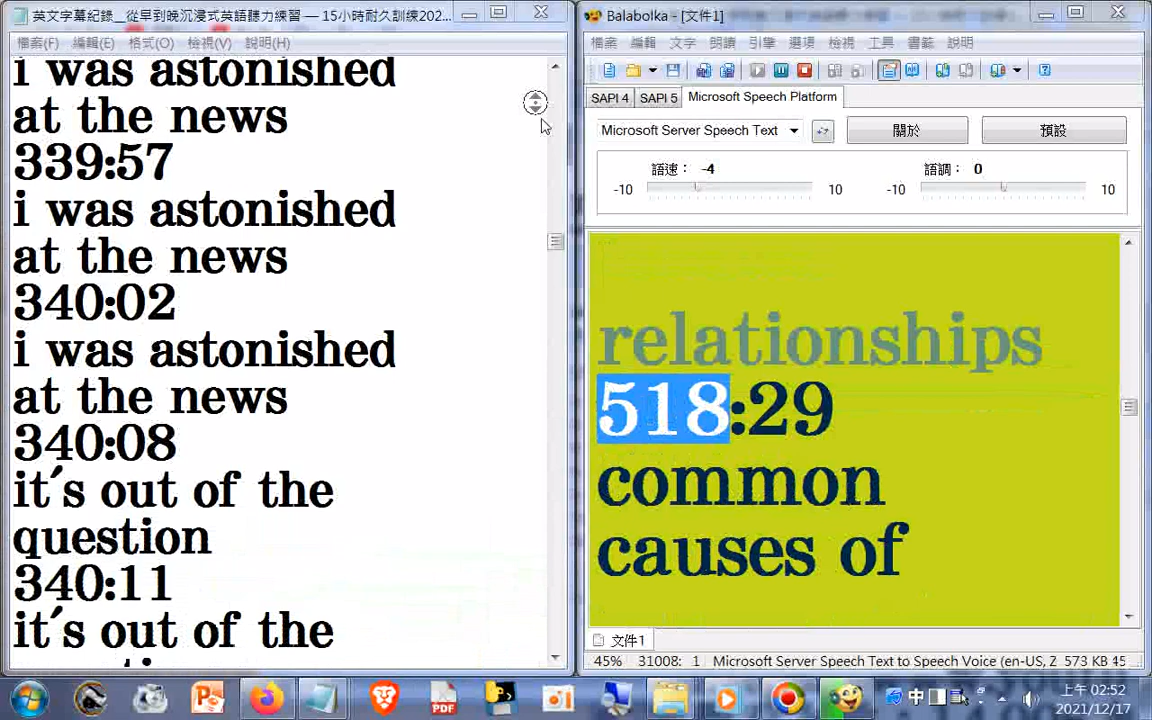 英文字幕紀錄__從早到晚沉浸式英語聽力練習 — 15小時耐久訓練202...
檔案(F) 編輯(E) 格式(O) 檢視(V) 說明(H)
i was astonished
at the news
339:57
i was astonished
at the news
340:02
i was astonished
at the news
340:08
it's out of the
question
340:11
it's out of the
Balabolka - [文件1]
檔案 編輯 文字 朗讀 引擎 選項 檢視 工具 書籤 說明
SAPI 4 SAPI 5 Microsoft Speech Platform
Microsoft Server Speech Text 關於 預設
語速： -4 語調： 0
-10 10 -10 10
relationships
518:29
common
causes of
文件1
45% 31008: 1 Microsoft Server Speech Text to Speech Voice (en-US, Z 573 KB 45
PDF
中
上午 02:52
2021/12/17